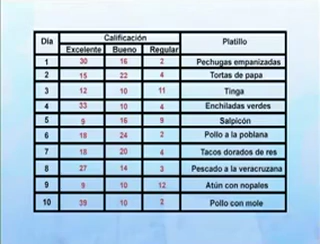 Día Calificación Platillo
Excelente Bueno Regular
1 30 16 2 Pechugas empanizadas
2 15 22 4 Tortas de papa
3 12 10 11 Tinga
4 33 10 4 Enchiladas verdes
5 9 16 9 Salpicón
6 18 24 2 Pollo a la poblana
7 18 20 4 Tacos dorados de res
8 27 14 3 Pescado a la veracruzana
9 9 10 12 Atún con nopales
10 39 10 2 Pollo con mole